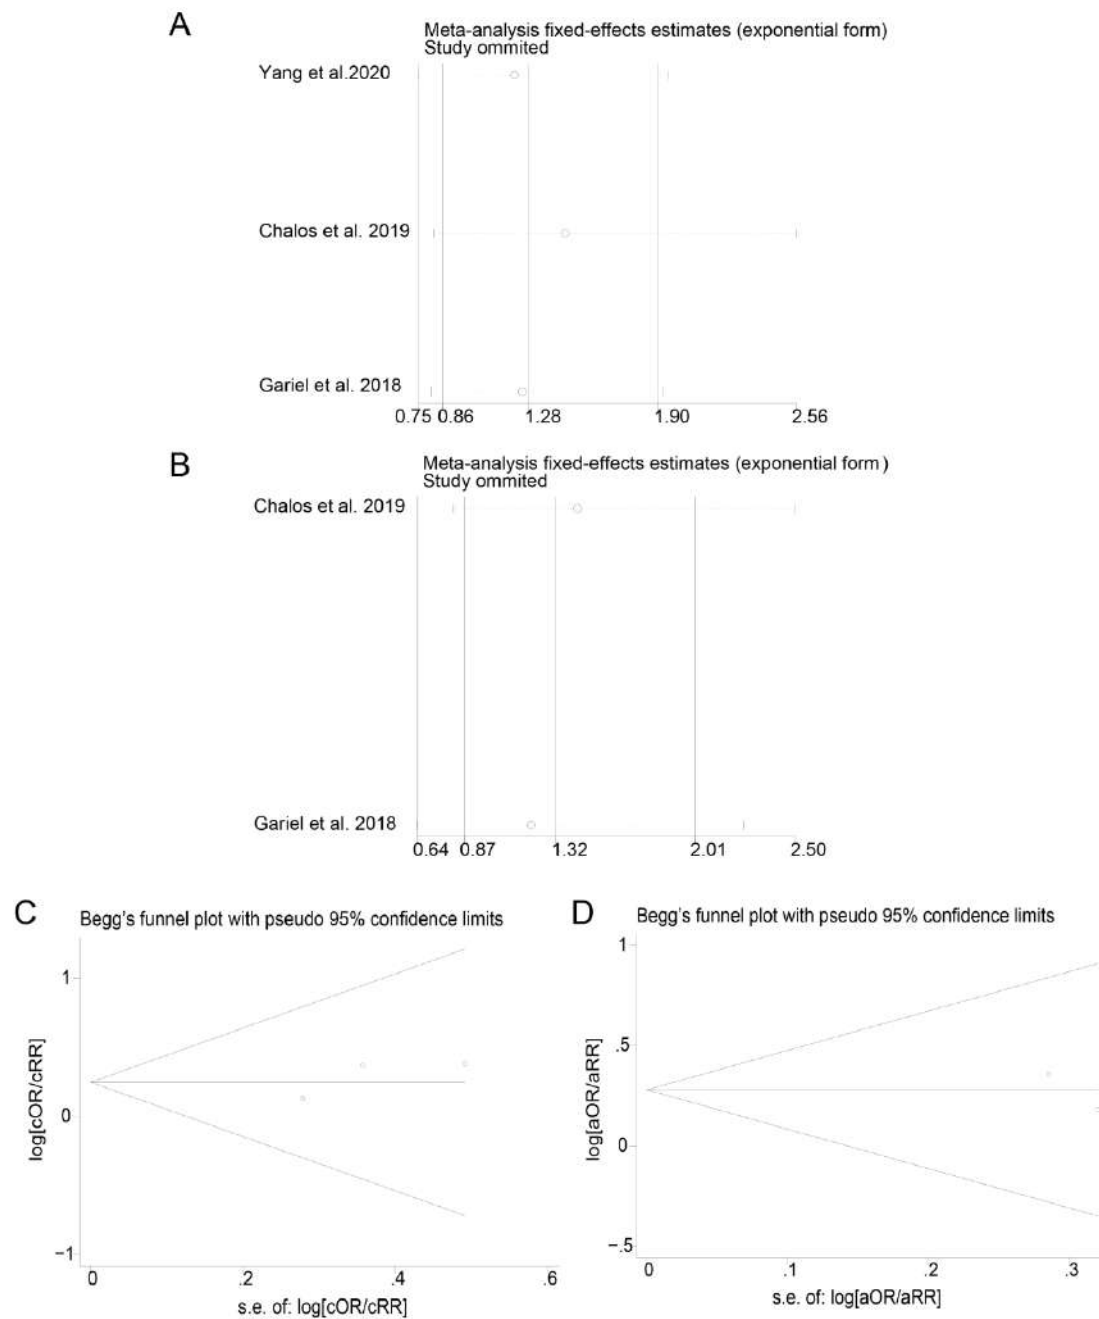 A
Meta-analysis fixed-effects estimates (exponential form)
Study ommited
Yang et al.2020
Chalos et al. 2019
Gariel et al. 2018
0.75 0.86 1.28 1.90 2.56
B
Meta-analysis fixed-effects estimates (exponential form)
Study ommited
Chalos et al. 2019
Gariel et al. 2018
0.64 0.87 1.32 2.01 2.50
C
Begg's funnel plot with pseudo 95% confidence limits
log[cOR/cRR]
1
0
−1
0 .2 .4 .6
s.e. of: log[cOR/cRR]
D
Begg's funnel plot with pseudo 95% confidence limits
log[aOR/aRR]
1
.5
0
−.5
0 .1 .2 .3
s.e. of: log[aOR/aRR]